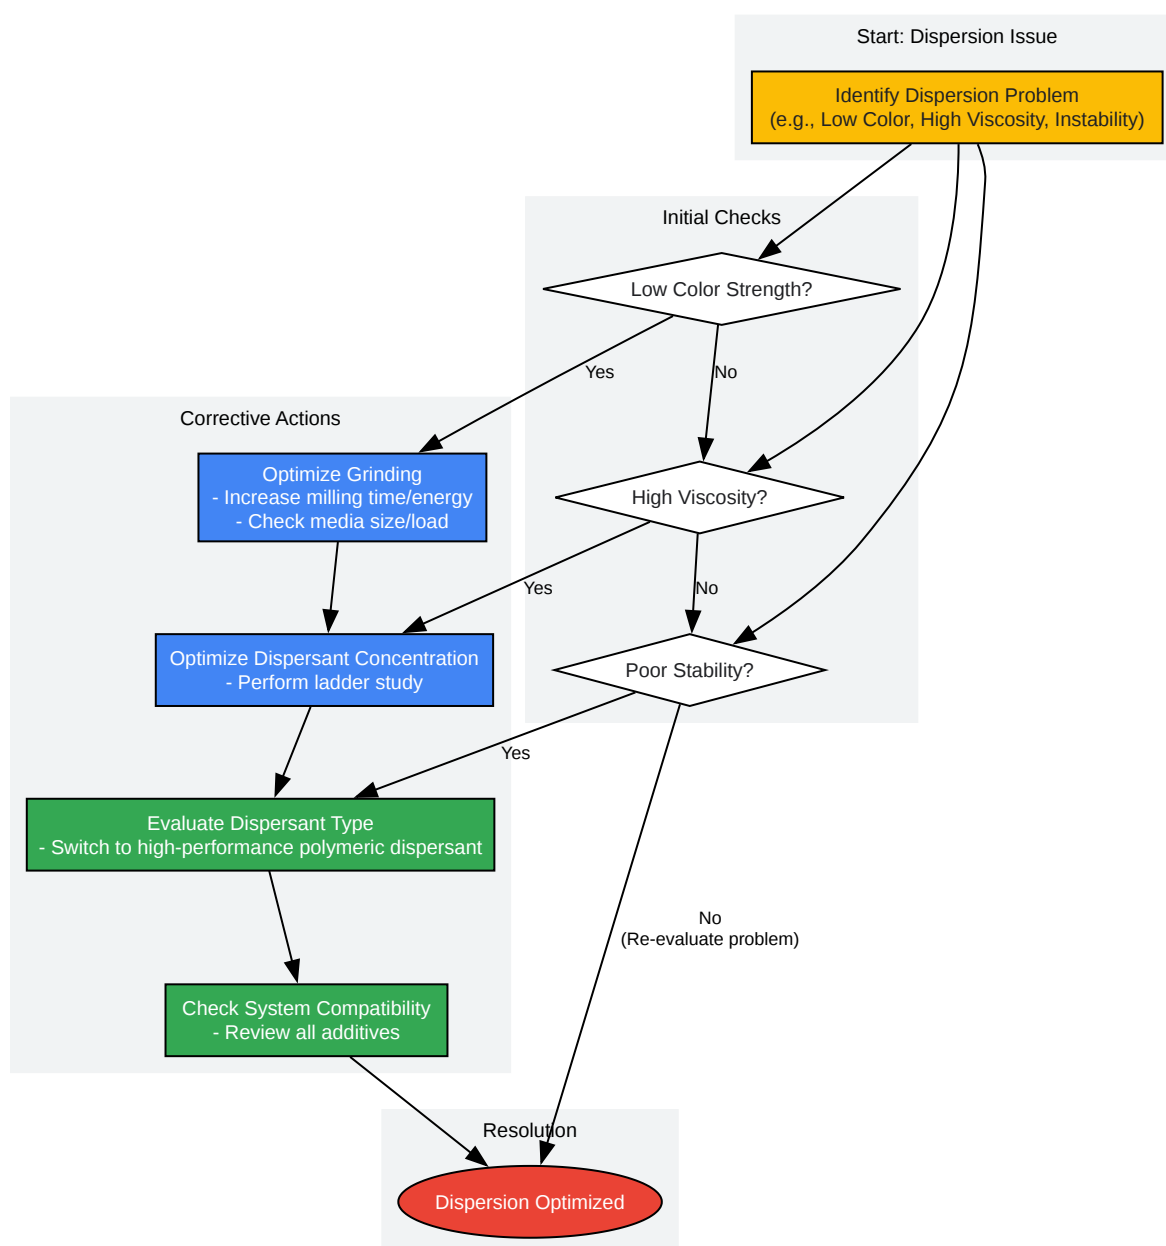 Start: Dispersion Issue
Identify Dispersion Problem
(e.g., Low Color, High Viscosity, Instability)
Initial Checks
Low Color Strength?
Yes
No
Corrective Actions
Optimize Grinding
- Increase milling time/energy
- Check media size/load
High Viscosity?
Yes
No
Optimize Dispersant Concentration
- Perform ladder study
Poor Stability?
Yes
Evaluate Dispersant Type
- Switch to high-performance polymeric dispersant
No
(Re-evaluate problem)
Check System Compatibility
- Review all additives
Resolution
Dispersion Optimized